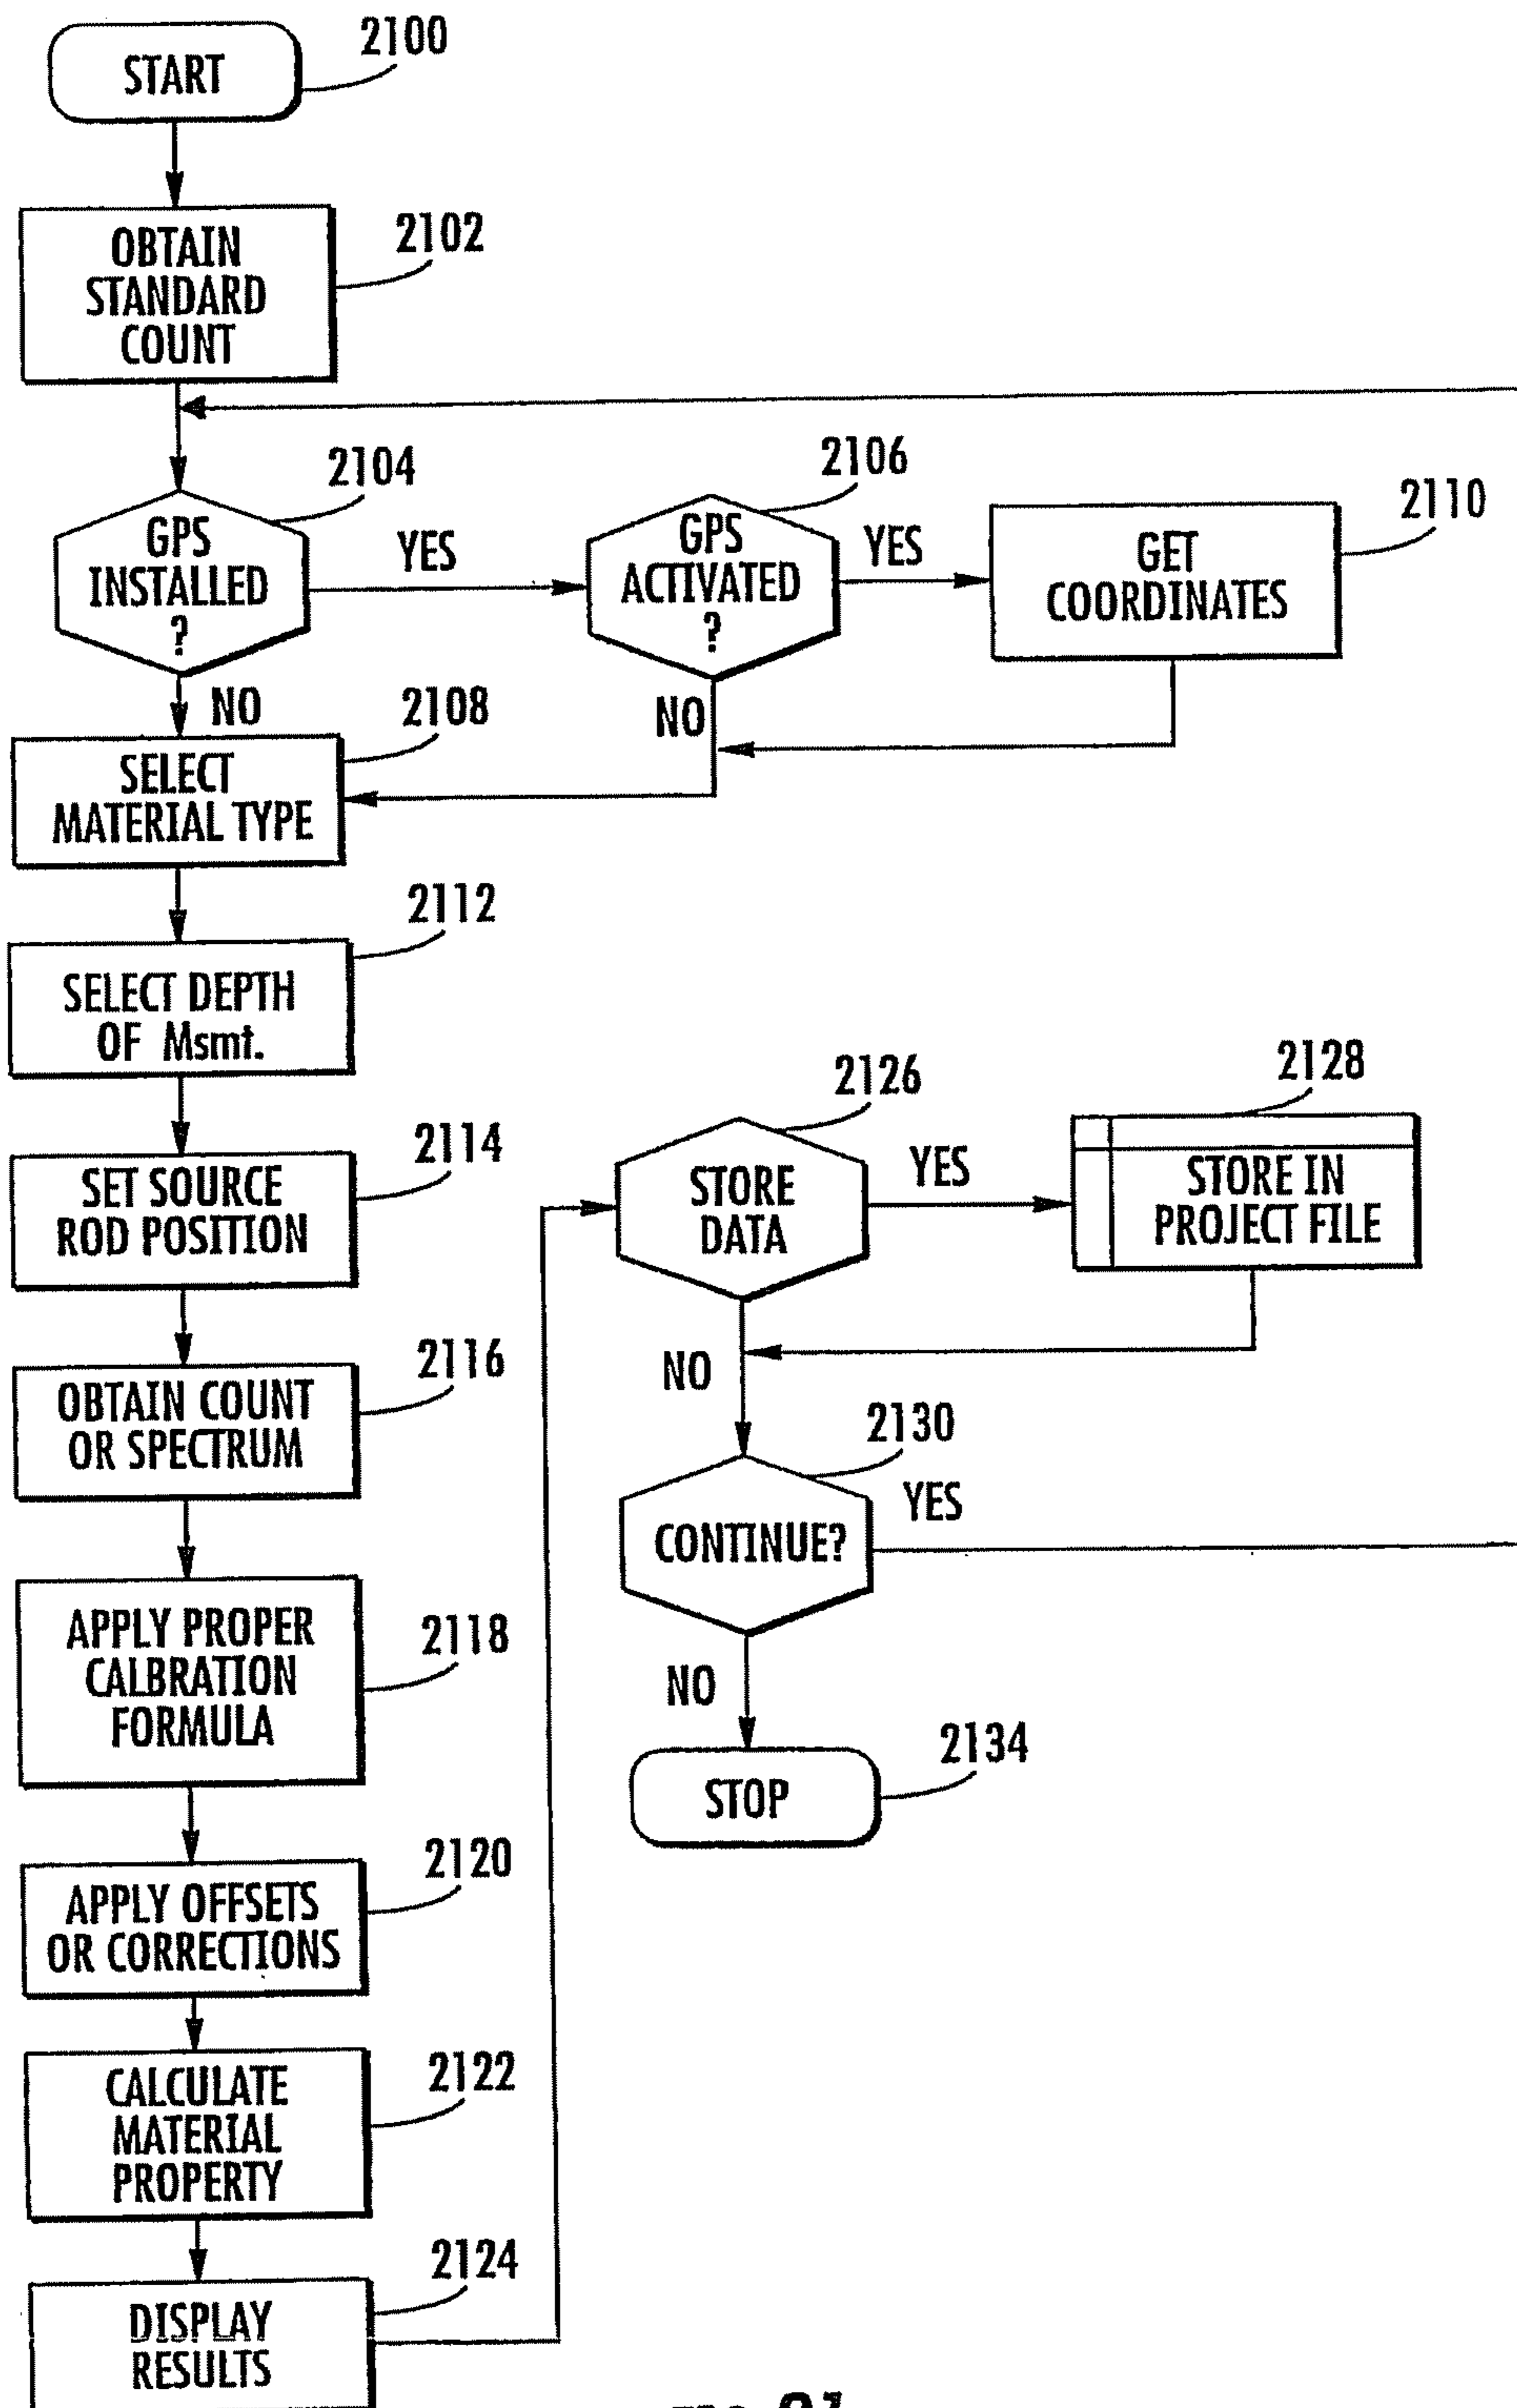 START
2100
OBTAIN
STANDARD
COUNT
2102
GPS
INSTALLED
?
2104
YES
NO
GPS
ACTIVATED
?
2106
YES
NO
GET
COORDINATES
2110
SELECT
MATERIAL TYPE
2108
SELECT DEPTH
OF Msmt.
2112
SET SOURCE
ROD POSITION
2114
OBTAIN COUNT
OR SPECTRUM
2116
APPLY PROPER
CALBRATION
FORMULA
2118
APPLY OFFSETS
OR CORRECTIONS
2120
CALCULATE
MATERIAL
PROPERTY
2122
DISPLAY
RESULTS
2124
STORE
DATA
2126
YES
NO
STORE IN
PROJECT FILE
2128
CONTINUE?
2130
YES
NO
STOP
2134